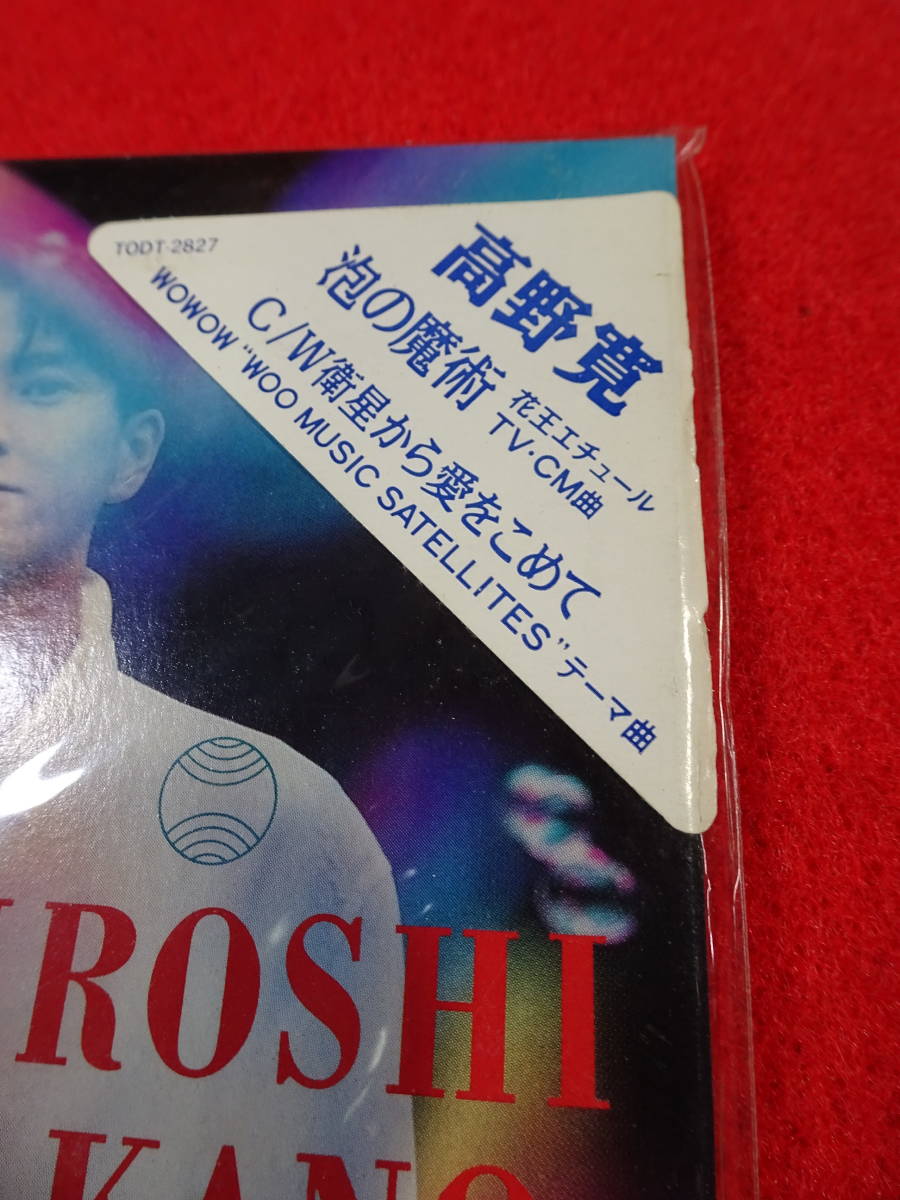 TODT-2827
高野寛
泡の魔術 花王エチュール
TV・CM曲
C/W衛星から愛をこめて
WOWOW "WOO MUSIC SATELLITES" テーマ曲
ROSHI
KANO